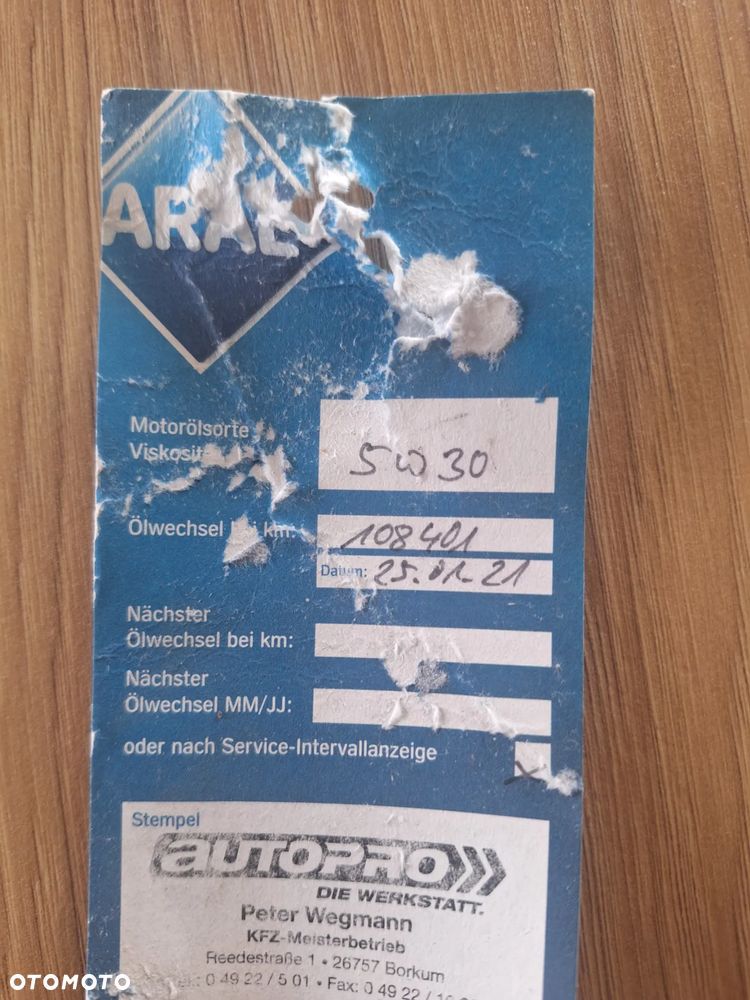 ARAL
Motorölsorte
Viskosit
5W30
Ölwechsel bei km:
108401
Datum: 25.01.21
Nächster
Ölwechsel bei km:
Nächster
Ölwechsel MM/JJ:
oder nach Service-Intervallanzeige
x
Stempel
AUTOPRO
DIE WERKSTATT.
Peter Wegmann
KFZ-Meisterbetrieb
Reedestraße 1 • 26757 Borkum
0 49 22 / 5 01 • Fax: 0 49 22 /
OTOMOTO